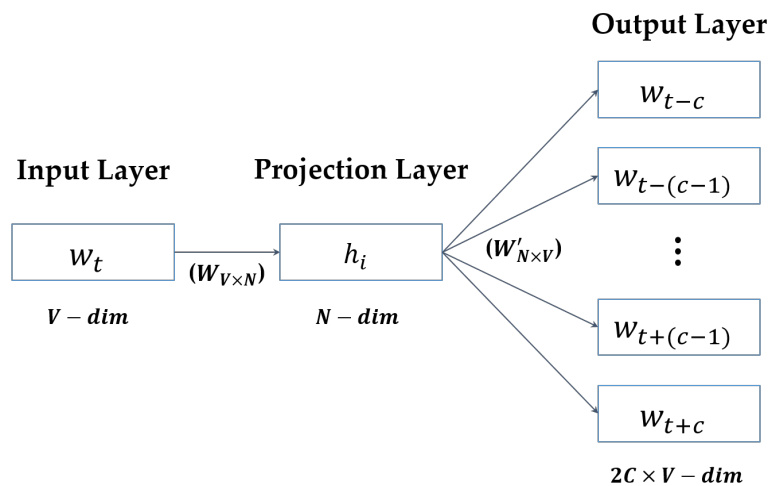 Input Layer
w_t
V − dim
(W_{V×N})
Projection Layer
h_i
N − dim
(W'_{N×V})
Output Layer
w_{t−c}
w_{t−(c−1)}
⋮
w_{t+(c−1)}
w_{t+c}
2C × V − dim